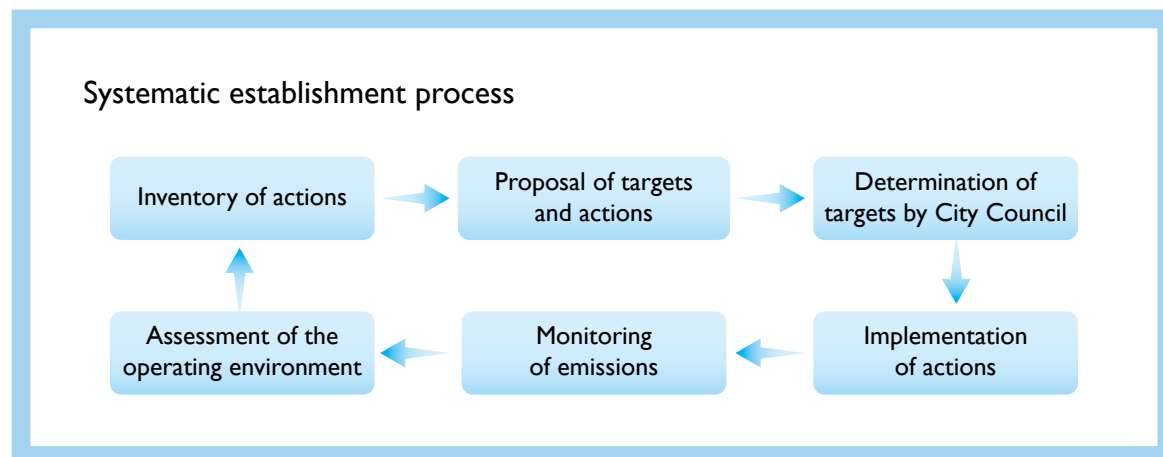 Systematic establishment process
Inventory of actions
Proposal of targets
and actions
Determination of
targets by City Council
Assessment of the
operating environment
Monitoring
of emissions
Implementation
of actions